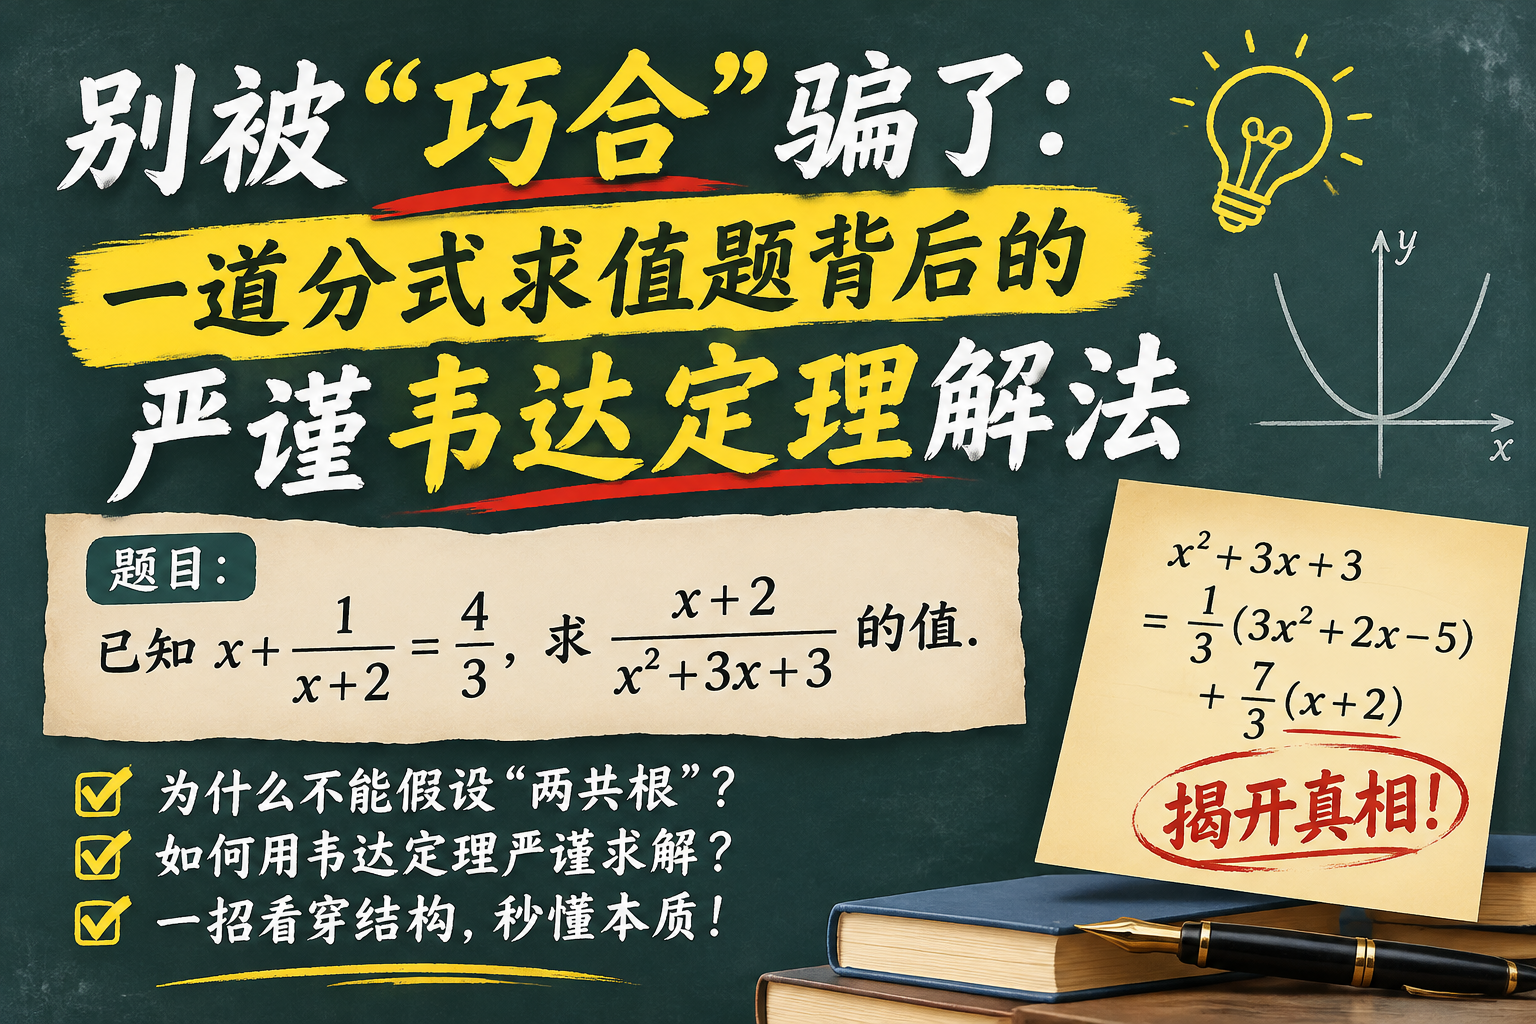 别被“巧合”骗了：
一道分式求值题背后的
严谨韦达定理解法
题目：
已知 x + 1/(x+2) = 4/3，求 (x+2)/(x²+3x+3) 的值.
为什么不能假设“两共根”？
如何用韦达定理严谨求解？
一招看穿结构，秒懂本质！
y
x
x²+3x+3
= 1/3 (3x²+2x−5)
+ 7/3 (x+2)
揭开真相！